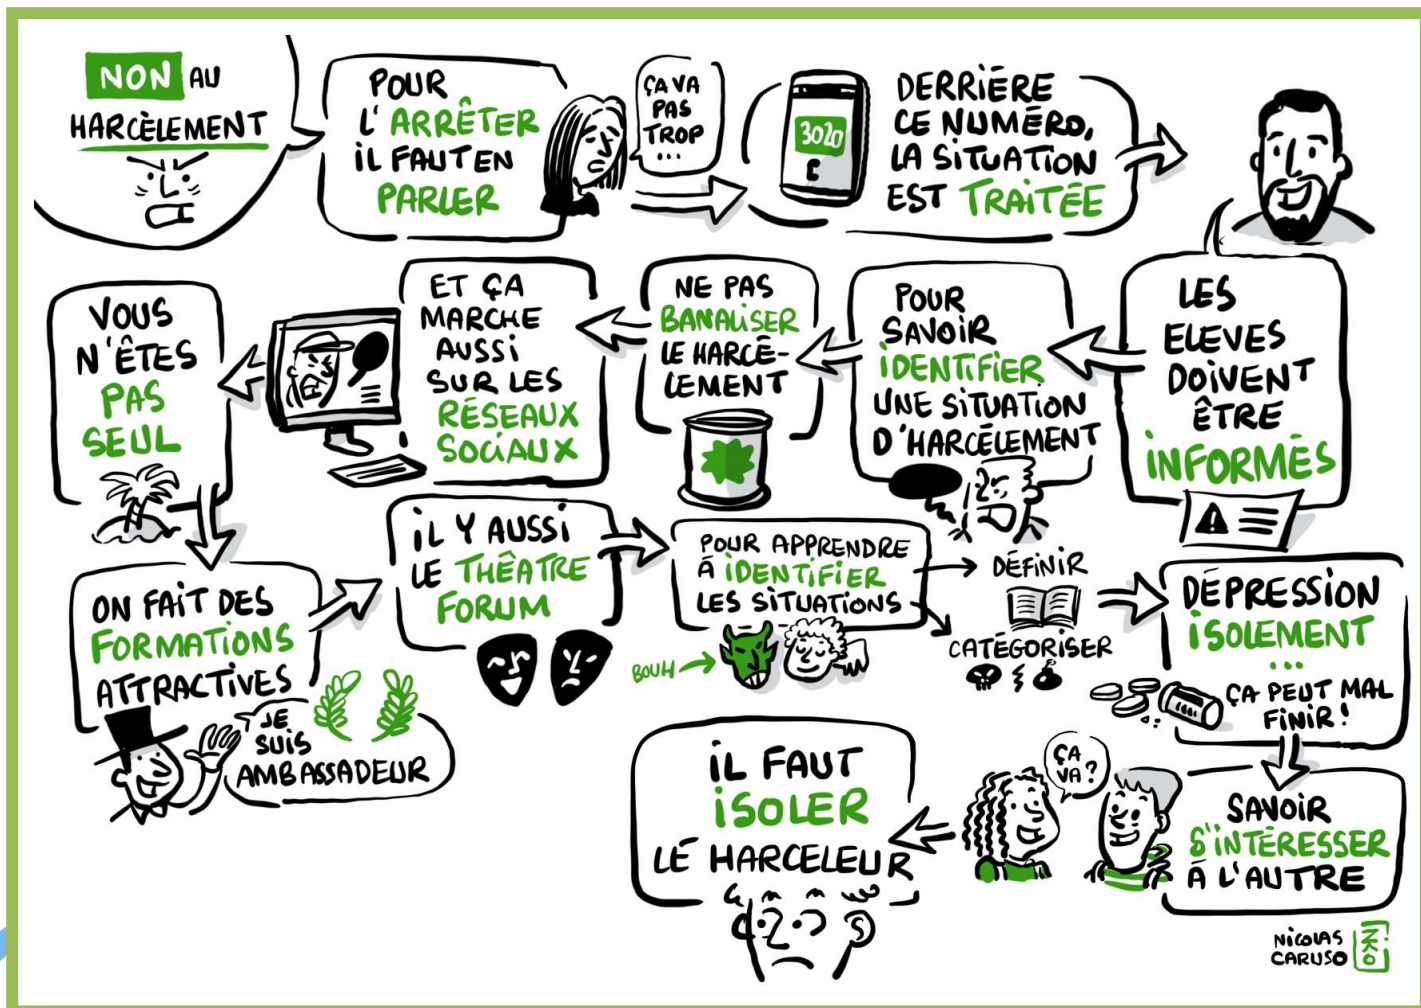 NON AU
HARCÈLEMENT
POUR
L'ARRÊTER
iL FAUT EN
PARLER
ÇA VA
PAS
TROP
...
3020
DERRIÈRE
CE NUMÉRO,
LA SITUATION
EST TRAITÉE
LES
ELEVES
DOIVENT
ÊTRE
INFORMÉS
POUR
SAVOIR
IDENTIFIER
UNE SITUATION
D'HARCÉLEMENT
NE PAS
BANALISER
LE HARCÈ-
LEMENT
ET ÇA
MARCHE
AUSSI
SUR LES
RÉSEAUX
SOCIAUX
VOUS
N'ÊTES
PAS
SEUL
ON FAIT DES
FORMATIONS
ATTRACTIVES
JE
SUIS
AMBASSADEUR
IL Y AUSSI
LE THÉÂTRE
FORUM
POUR APPRENDRE
À IDENTIFIER
LES SITUATIONS
BOUH
DÉFINIR
CATÉGORISER
DÉPRESSION
ISOLEMENT
...
ÇA PEUT MAL
FINIR !
SAVOIR
S'INTÉRESSER
À L'AUTRE
ÇA
VA ?
IL FAUT
ISOLER
LE HARCELEUR
NICOLAS
CARUSO
INKO